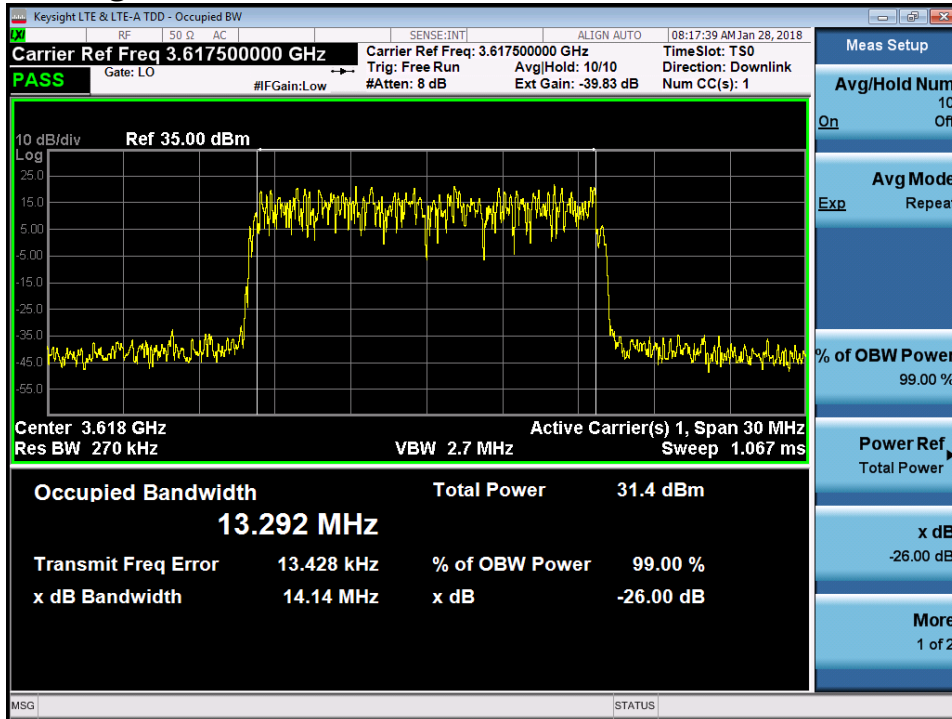 Keysight LTE & LTE-A TDD - Occupied BW
LXI RF 50 Ω AC SENSE:INT ALIGN AUTO 08:17:39 AM Jan 28, 2018
Carrier Ref Freq 3.617500000 GHz
PASS
Gate: LO
#IFGain:Low
Carrier Ref Freq: 3.617500000 GHz
Trig: Free Run Avg|Hold: 10/10
#Atten: 8 dB Ext Gain: -39.83 dB
TimeSlot: TS0
Direction: Downlink
Num CC(s): 1
10 dB/div Ref 35.00 dBm
Log
25.0
15.0
5.00
-5.00
-15.0
-25.0
-35.0
-45.0
-55.0
Center 3.618 GHz Active Carrier(s) 1, Span 30 MHz
Res BW 270 kHz VBW 2.7 MHz Sweep 1.067 ms
Occupied Bandwidth Total Power 31.4 dBm
13.292 MHz
Transmit Freq Error 13.428 kHz % of OBW Power 99.00 %
x dB Bandwidth 14.14 MHz x dB -26.00 dB
Meas Setup
Avg/Hold Num
10
On Off
Avg Mode
Exp Repeat
% of OBW Power
99.00 %
Power Ref
Total Power
x dB
-26.00 dB
More
1 of 2
MSG STATUS